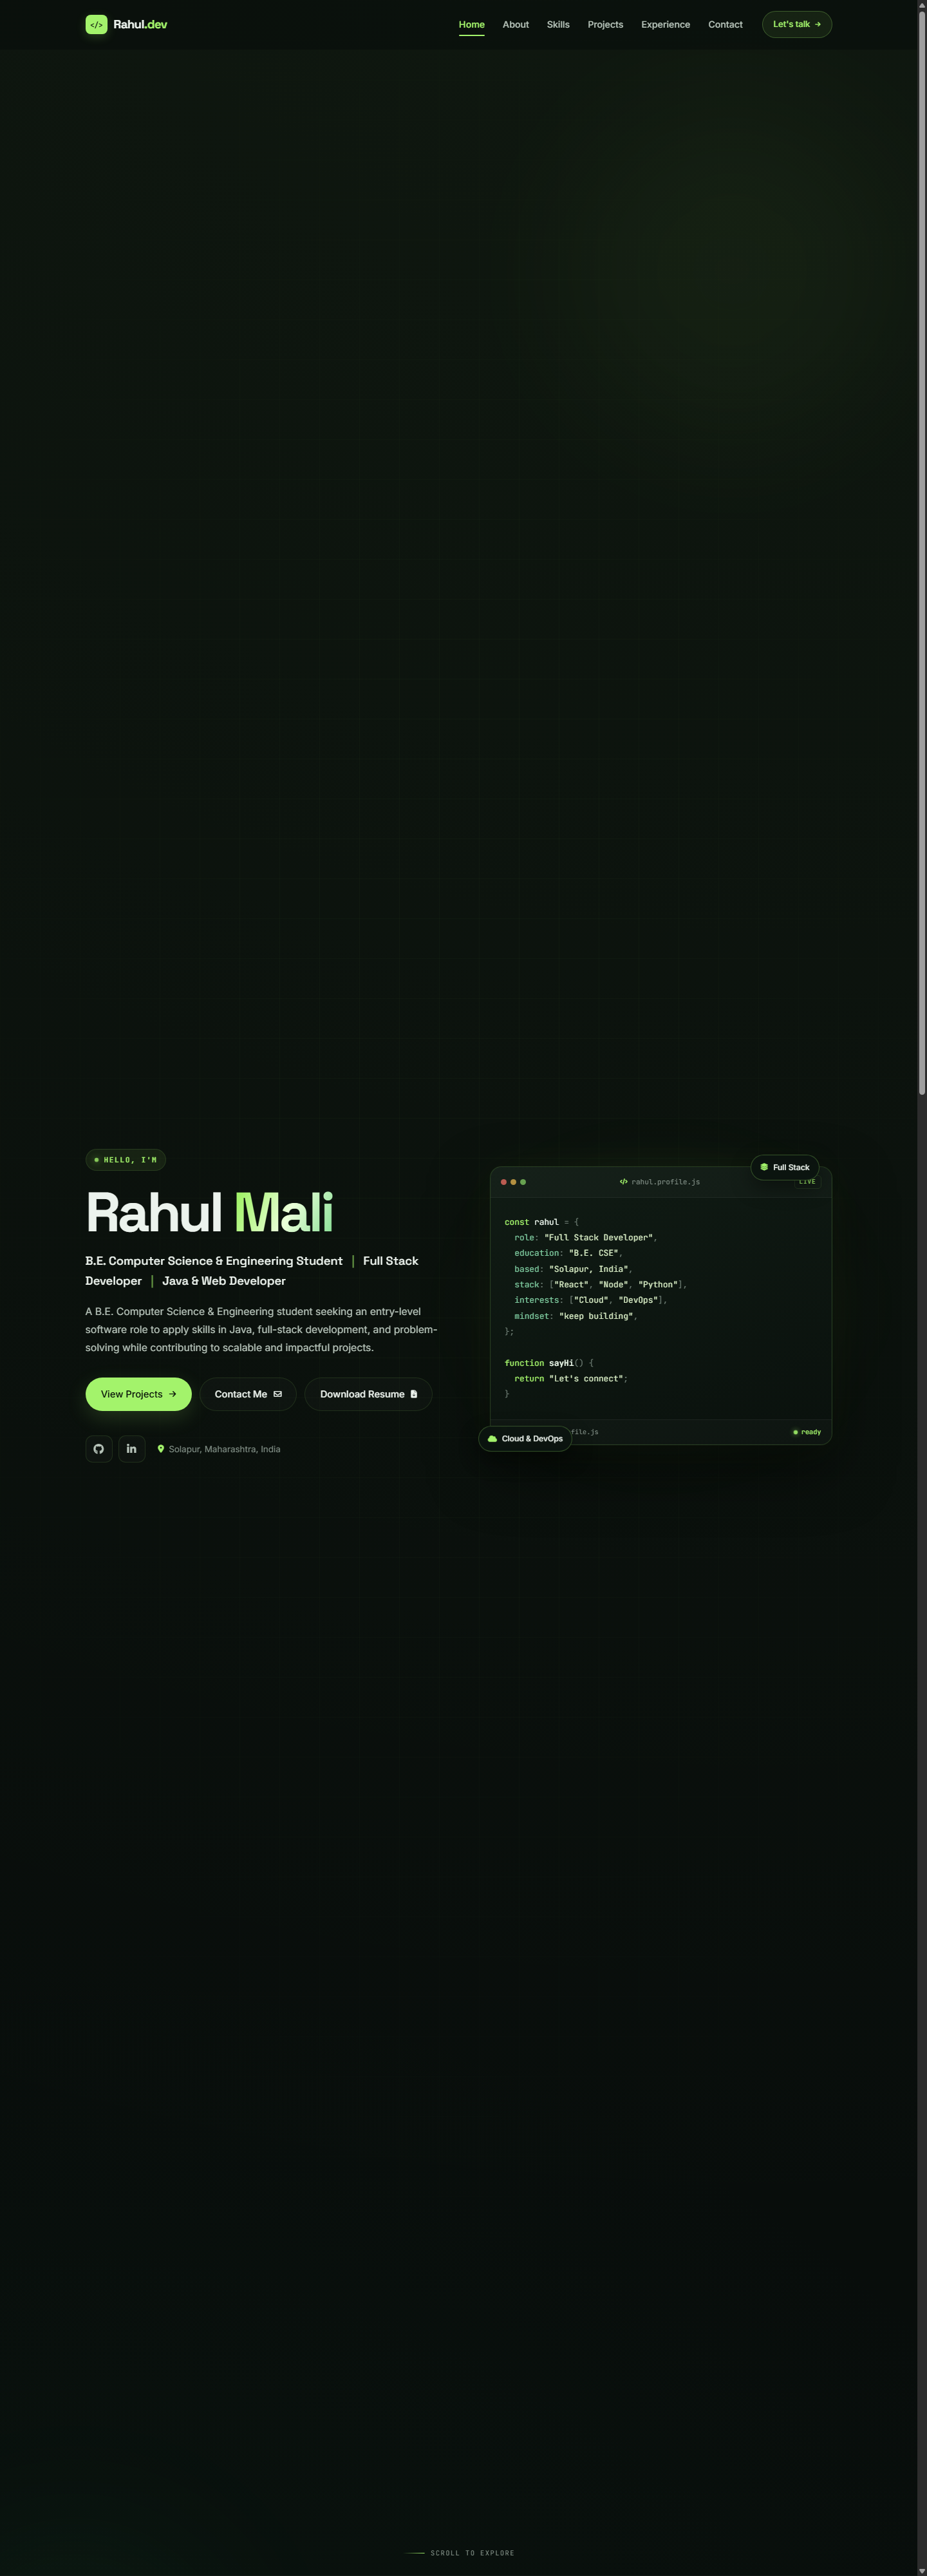 </> Rahul.dev
Home About Skills Projects Experience Contact Let's talk →
HELLO, I'M
Rahul Mali
B.E. Computer Science & Engineering Student | Full Stack
Developer | Java & Web Developer
A B.E. Computer Science & Engineering student seeking an entry-level
software role to apply skills in Java, full-stack development, and problem-
solving while contributing to scalable and impactful projects.
View Projects →
Contact Me
Download Resume
in
Solapur, Maharashtra, India
Full Stack
</> rahul.profile.js
LIVE
const rahul = {
role: "Full Stack Developer",
education: "B.E. CSE",
based: "Solapur, India",
stack: ["React", "Node", "Python"],
interests: ["Cloud", "DevOps"],
mindset: "keep building",
};
function sayHi() {
return "Let's connect";
}
Cloud & DevOps
file.js
ready
SCROLL TO EXPLORE